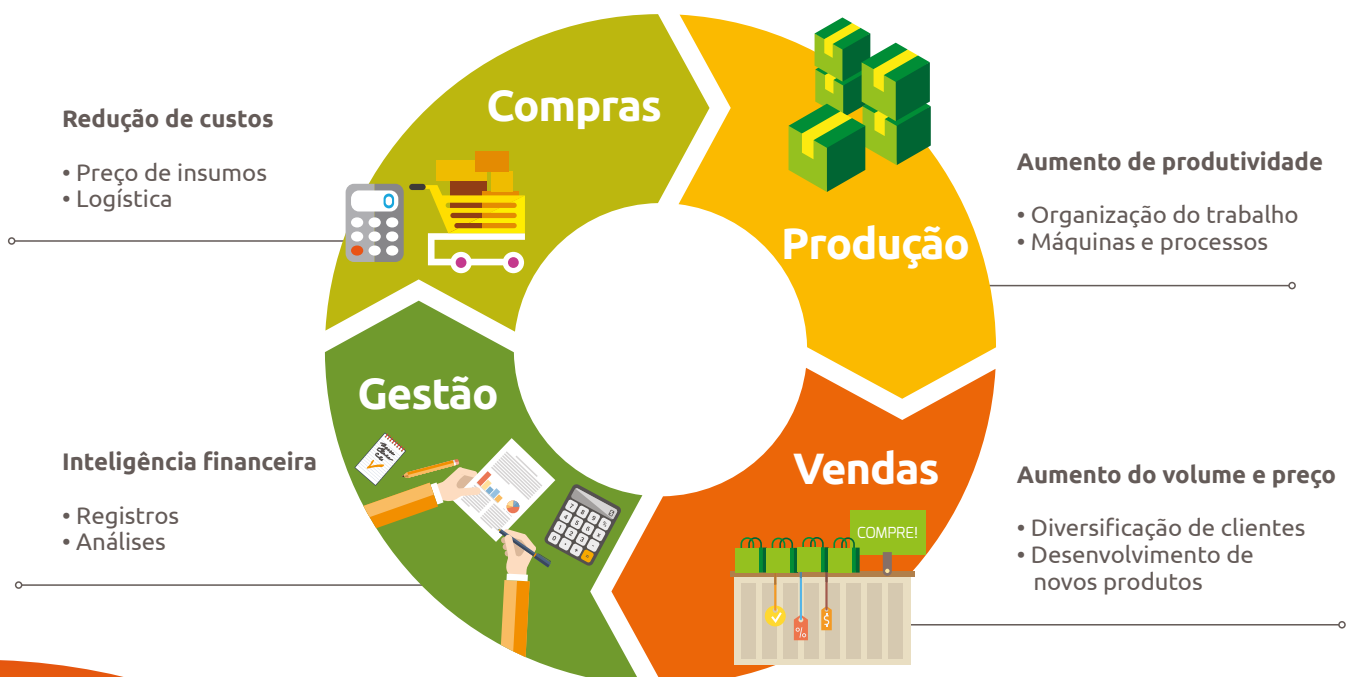 Compras
Redução de custos
• Preço de insumos
• Logística
0
Produção
Aumento de produtividade
• Organização do trabalho
• Máquinas e processos
Gestão
Inteligência financeira
• Registros
• Análises
Vendas
COMPRE!
%
$
Aumento do volume e preço
• Diversificação de clientes
• Desenvolvimento de
novos produtos